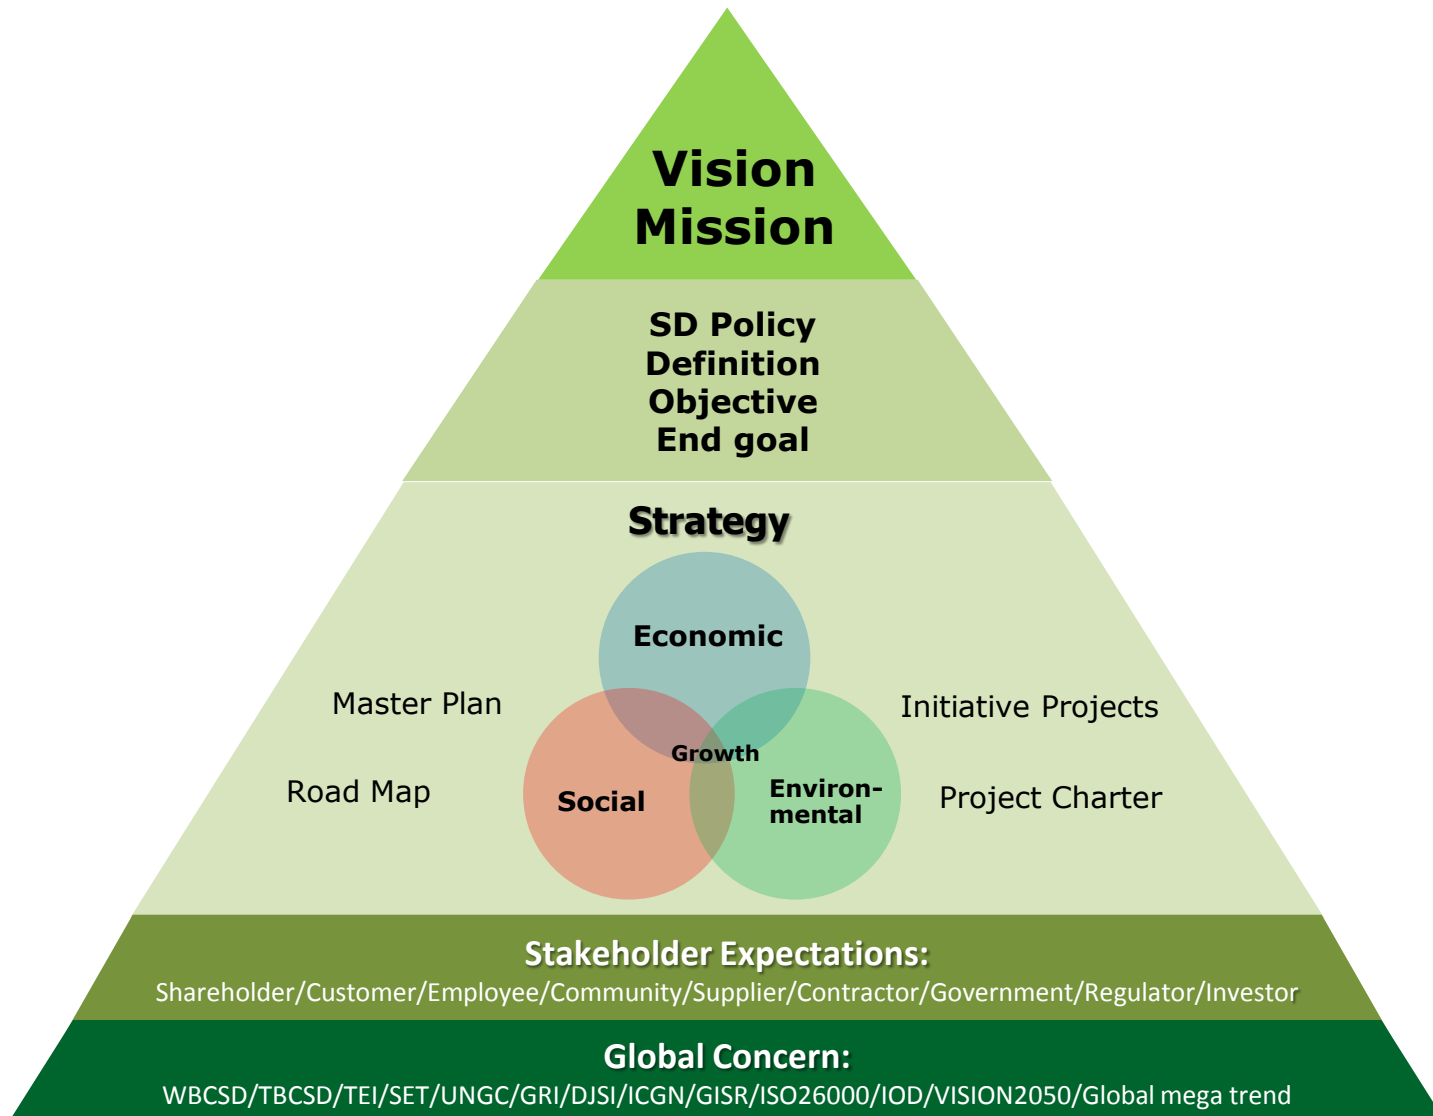 Vision
Mission
SD Policy
Definition
Objective
End goal
Strategy
Economic
Master Plan
Initiative Projects
Growth
Road Map
Social
Environ-
mental
Project Charter
Stakeholder Expectations:
Shareholder/Customer/Employee/Community/Supplier/Contractor/Government/Regulator/Investor
Global Concern:
WBCSD/TBCSD/TEI/SET/UNGC/GRI/DJSI/ICGN/GISR/ISO26000/IOD/VISION2050/Global mega trend